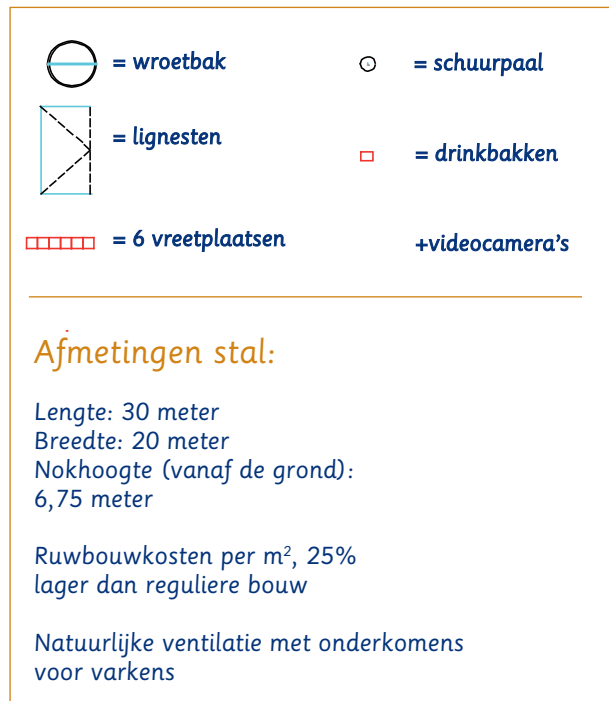 = wroetbak
= schuurpaal
= lignesten
= drinkbakken
= 6 vreetplaatsen
+videocamera's
Afmetingen stal:
Lengte: 30 meter
Breedte: 20 meter
Nokhoogte (vanaf de grond):
6,75 meter
Ruwbouwkosten per m², 25%
lager dan reguliere bouw
Natuurlijke ventilatie met onderkomens
voor varkens